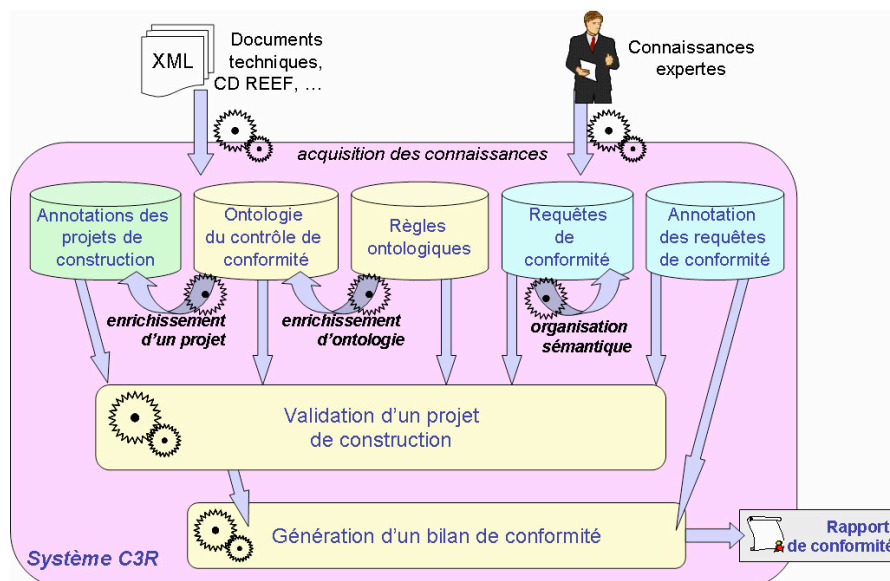 XML
Documents
techniques,
CD REEF, …
Connaissances
expertes
acquisition des connaissances
Annotations des
projets de
construction
Ontologie
du contrôle de
conformité
Règles
ontologiques
Requêtes
de
conformité
Annotation
des requêtes
de conformité
enrichissement
d'un projet
enrichissement
d'ontologie
organisation
sémantique
Validation d'un projet
de construction
Génération d'un bilan de conformité
Rapport
de conformité
Système C3R